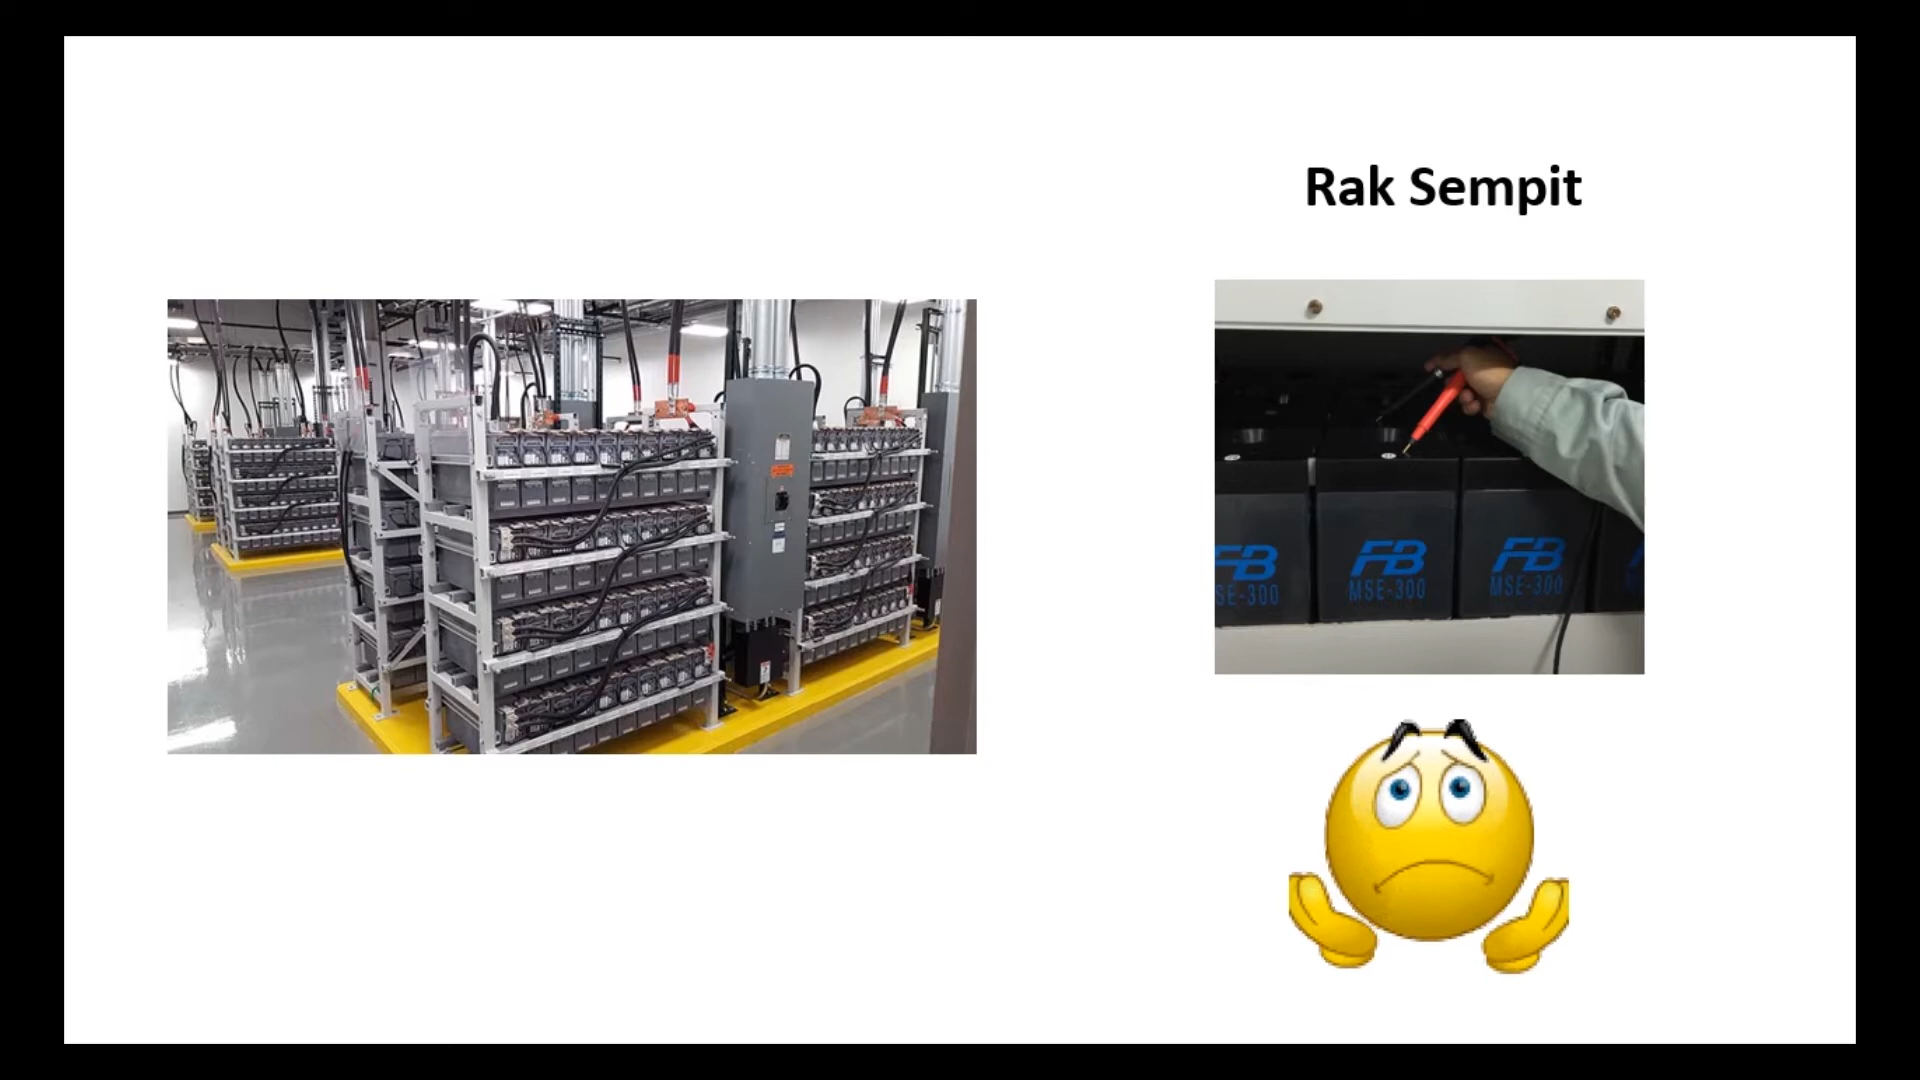 Rak Sempit
FB FB FB
SE-300 MSE-300 MSE-300